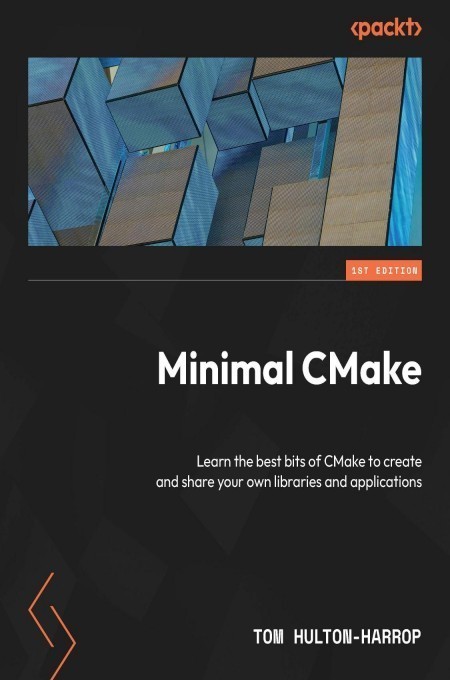 <packt>
1ST EDITION
Minimal CMake
Learn the best bits of CMake to create
and share your own libraries and applications
TOM HULTON-HARROP